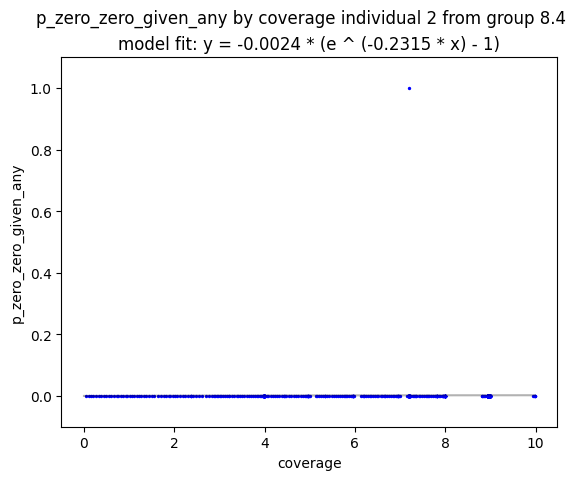 p_zero_zero_given_any by coverage individual 2 from group 8.4
model fit: y = -0.0024 * (e ^ (-0.2315 * x) - 1)
1.0
0.8
0.6
0.4
0.2
0.0
p_zero_zero_given_any
0 2 4 6 8 10
coverage